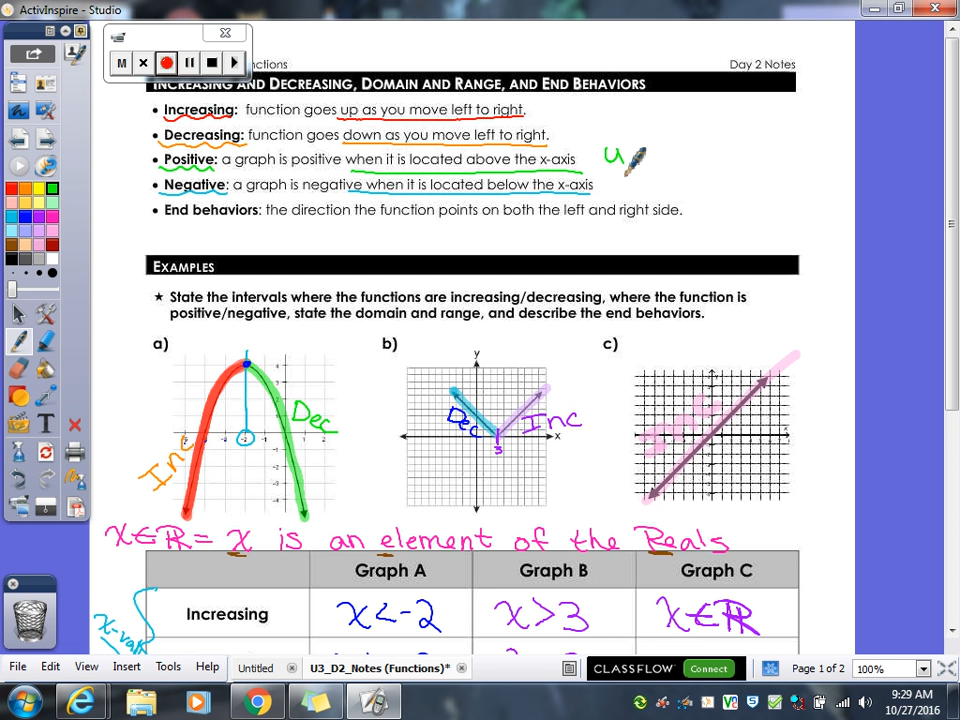 ActivInspire - Studio
M
nctions Day 2 Notes
INCREASING AND DECREASING, DOMAIN AND RANGE, AND END BEHAVIORS
• Increasing: function goes up as you move left to right.
• Decreasing: function goes down as you move left to right.
• Positive: a graph is positive when it is located above the x-axis
• Negative: a graph is negative when it is located below the x-axis
• End behaviors: the direction the function points on both the left and right side.
EXAMPLES
★ State the intervals where the functions are increasing/decreasing, where the function is
positive/negative, state the domain and range, and describe the end behaviors.
a) b) c)
y
x
Inc Dec
Dec Inc
3
Inc
x∈ℝ = x is an element of the Reals
Graph A Graph B Graph C
Increasing x<-2 x>3 x∈ℝ
File Edit View Insert Tools Help Untitled U3_D2_Notes (Functions)* CLASSFLOW Connect Page 1 of 2 100%
9:29 AM
10/27/2016